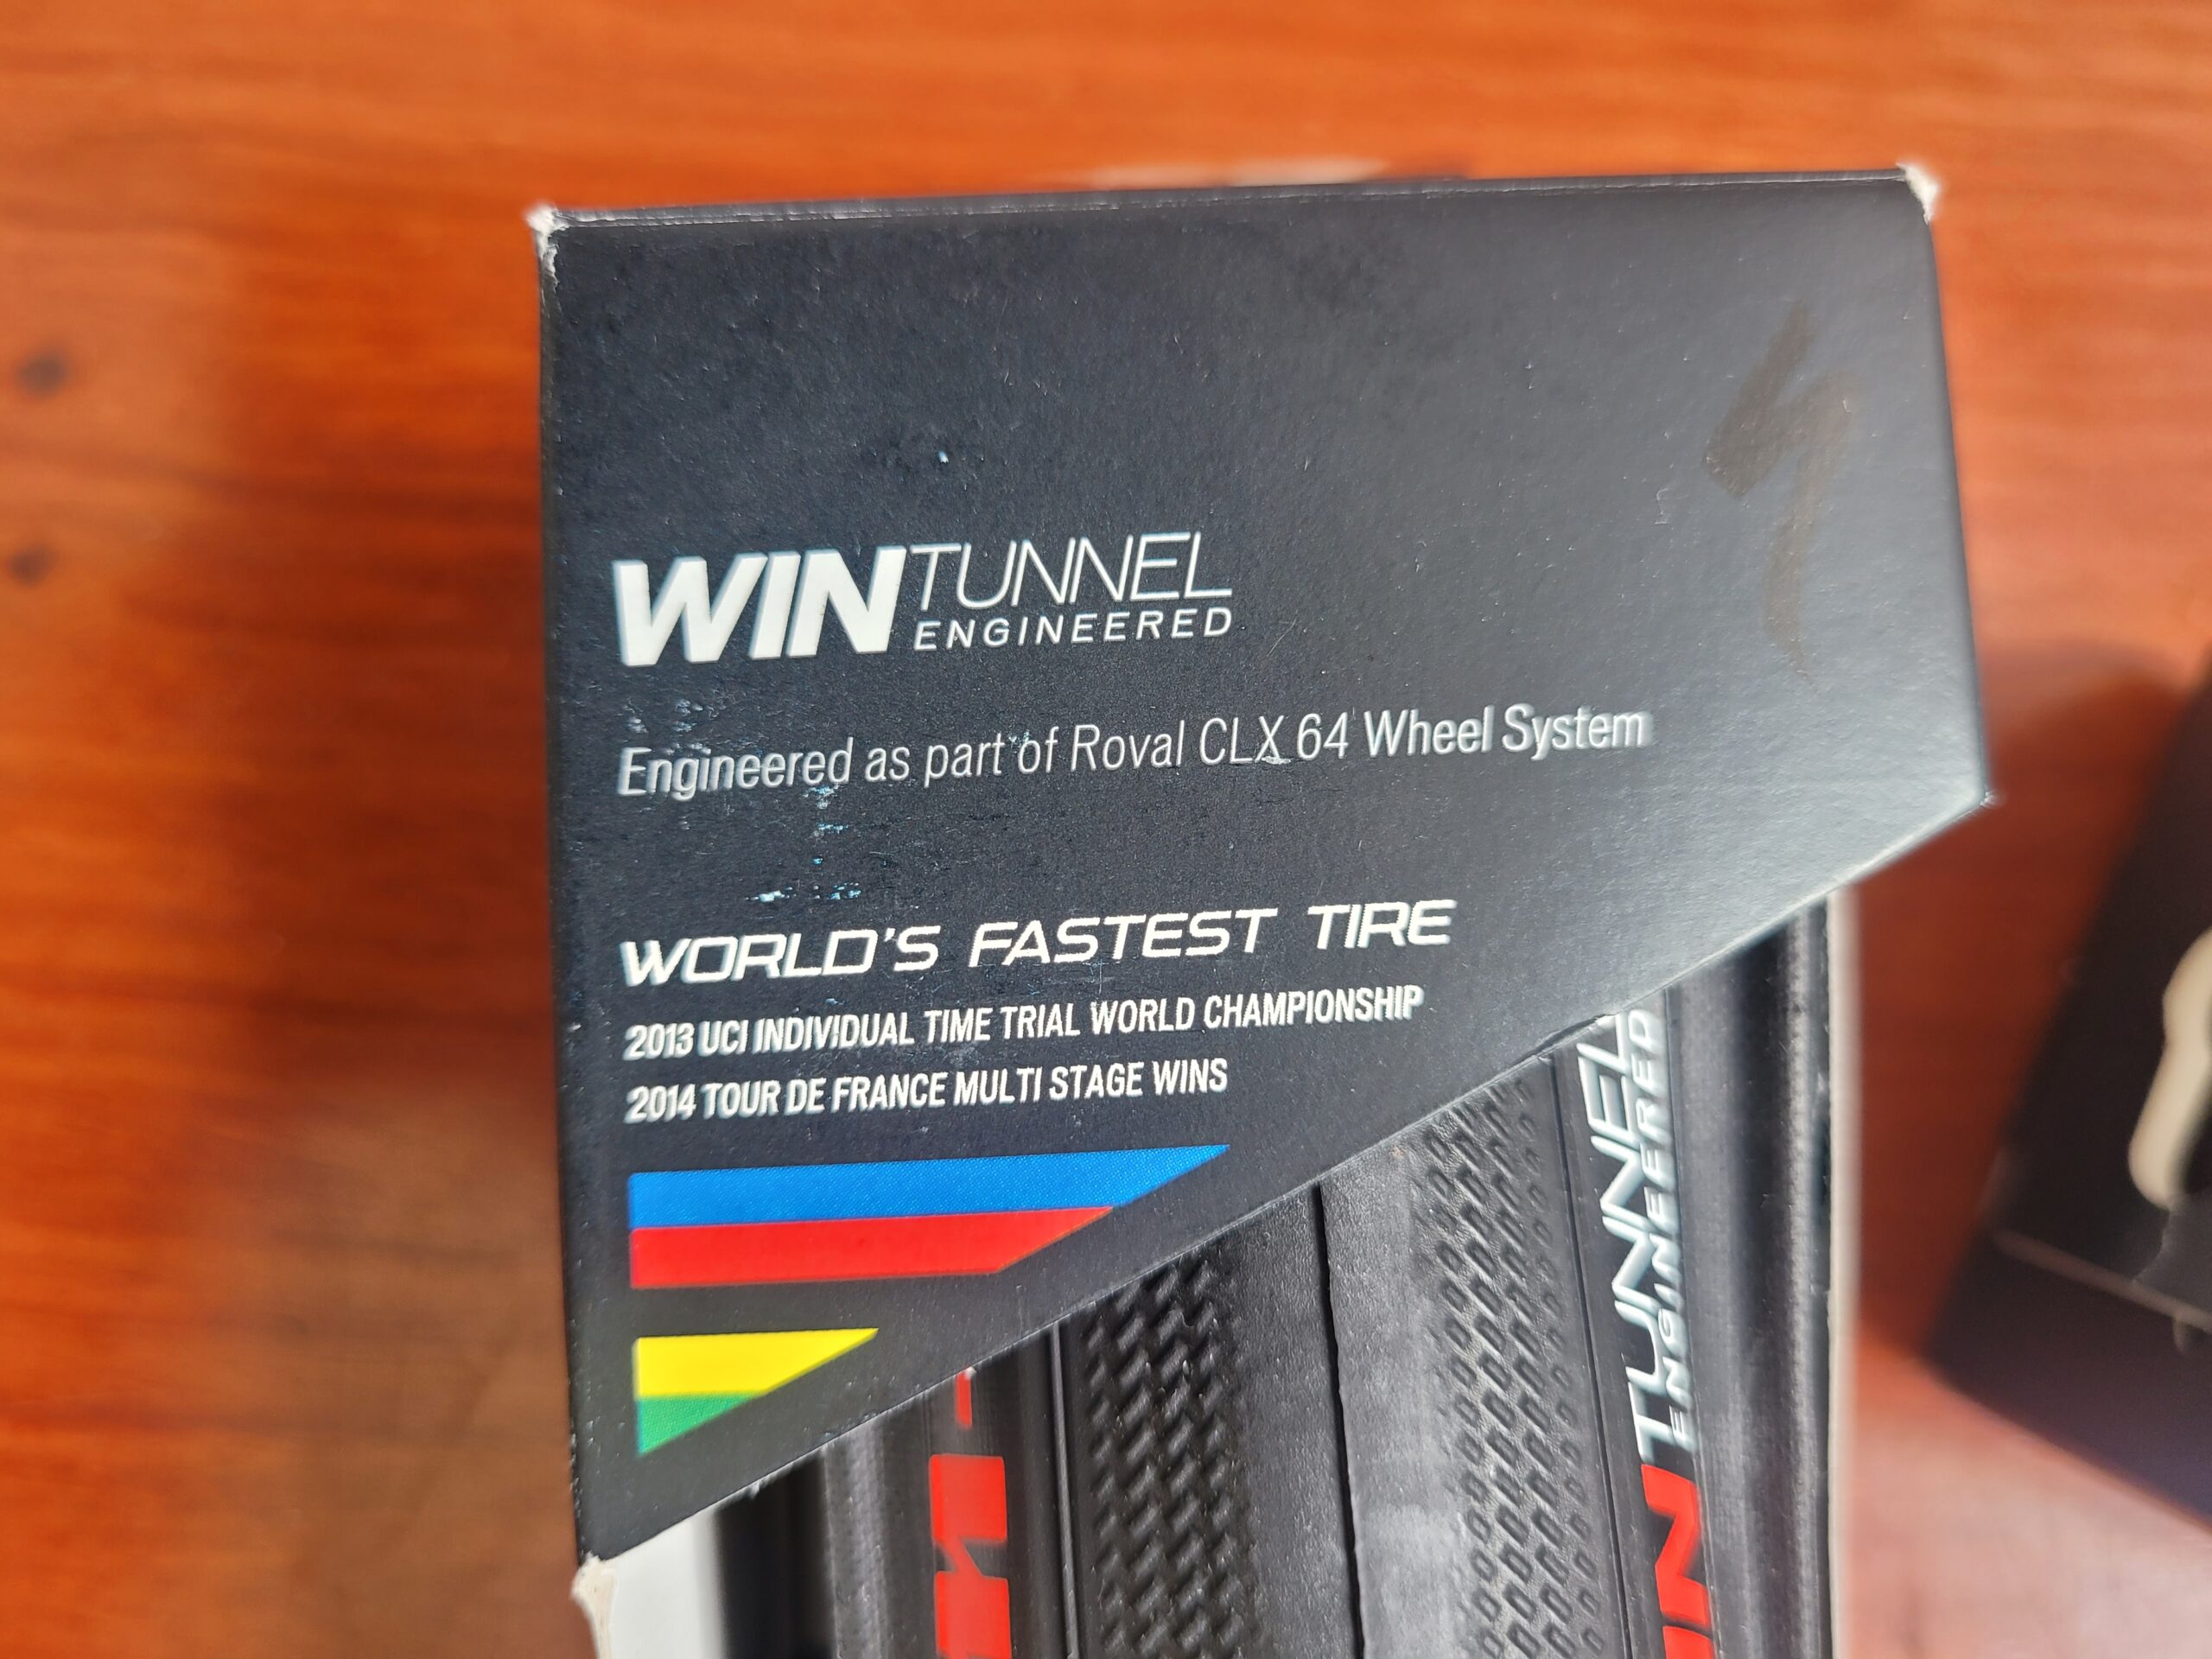 WIN TUNNEL
ENGINEERED
Engineered as part of Roval CLX 64 Wheel System
WORLD'S FASTEST TIRE
2013 UCI INDIVIDUAL TIME TRIAL WORLD CHAMPIONSHIP
2014 TOUR DE FRANCE MULTI STAGE WINS
TUNNEL
ENGINEERED